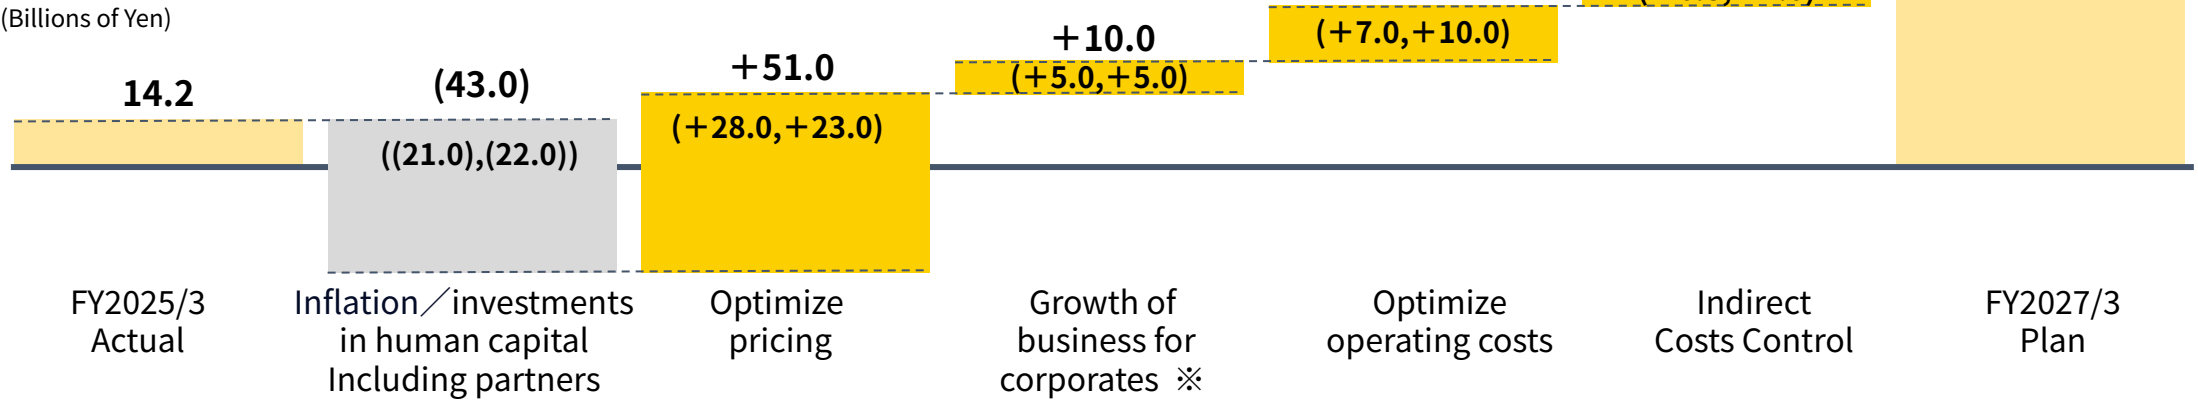 (Billions of Yen)
14.2
(43.0)
((21.0),(22.0))
＋51.0
(＋28.0,＋23.0)
＋10.0
(＋5.0,＋5.0)
(＋7.0,＋10.0)
FY2025/3
Actual
Inflation／investments
in human capital
Including partners
Optimize
pricing
Growth of
business for
corporates ※
Optimize
operating costs
Indirect
Costs Control
FY2027/3
Plan